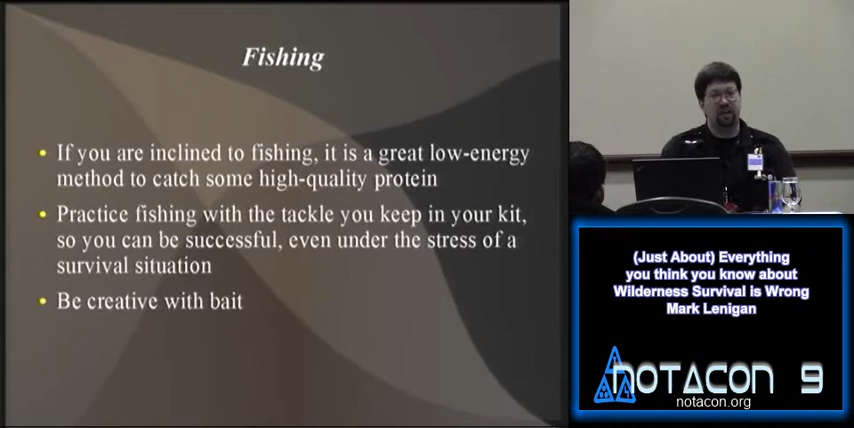 Fishing
If you are inclined to fishing, it is a great low-energy
method to catch some high-quality protein
Practice fishing with the tackle you keep in your kit,
so you can be successful, even under the stress of a
survival situation
Be creative with bait
(Just About) Everything
you think you know about
Wilderness Survival is Wrong
Mark Lenigan
NOTACON 9
notacon.org